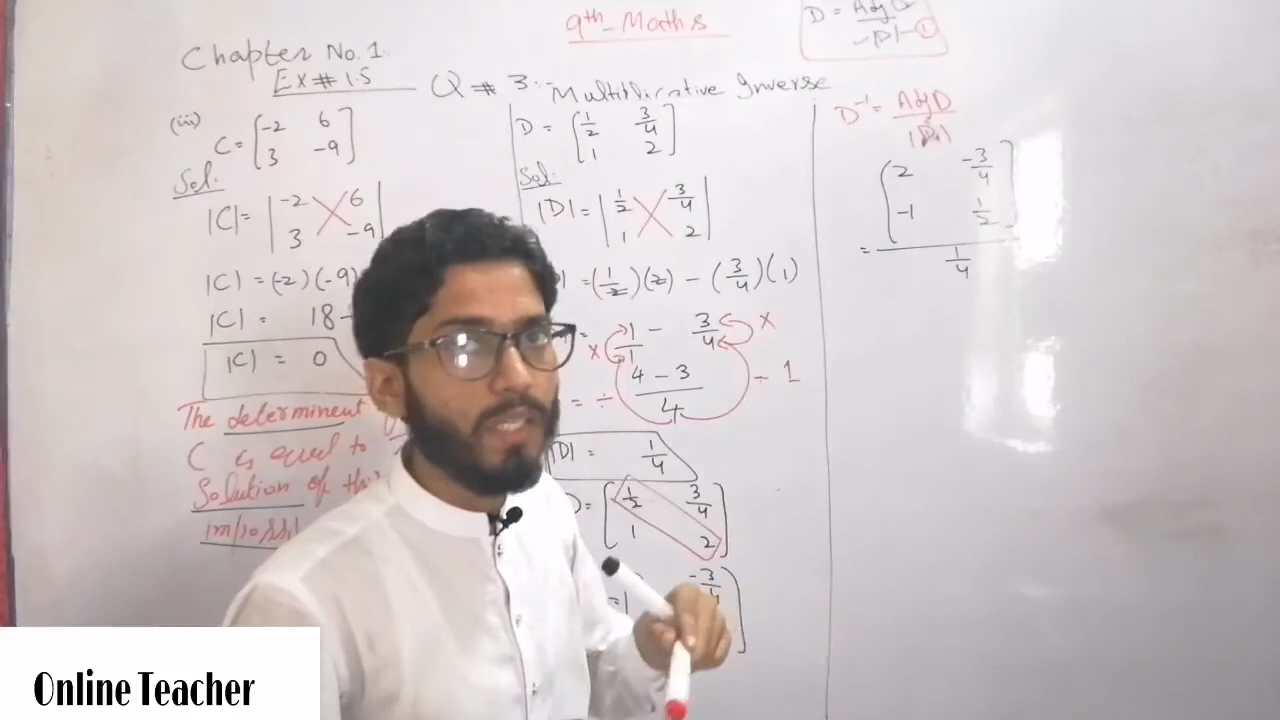 9th Maths
D = Adj D
|D| ①
Chapter No. 1.
Ex # 1.5
Q # 3:- Multiplicative Inverse
(iii)
C = [-2 6
3 -9]
Sol:
|C| = |-2 6
3 -9|
|C| = (-2)(-9)
|C| = 18-
|C| = 0
The determinent
C is equal to
Solution of this
D = [1/2 3/4
1 2]
Sol:
|D| = |1/2 3/4
1 2|
= (1/2)(2) - (3/4)(1)
= 1/1 - 3/4
× ×
= 4 - 3
÷ 4 ÷ 1
|D| = 1/4
D = [1/2 3/4
1 2]
= -3/4
D⁻¹ = Adj D
|D|
= [2 -3/4
-1 1/2]
1/4
Online Teacher